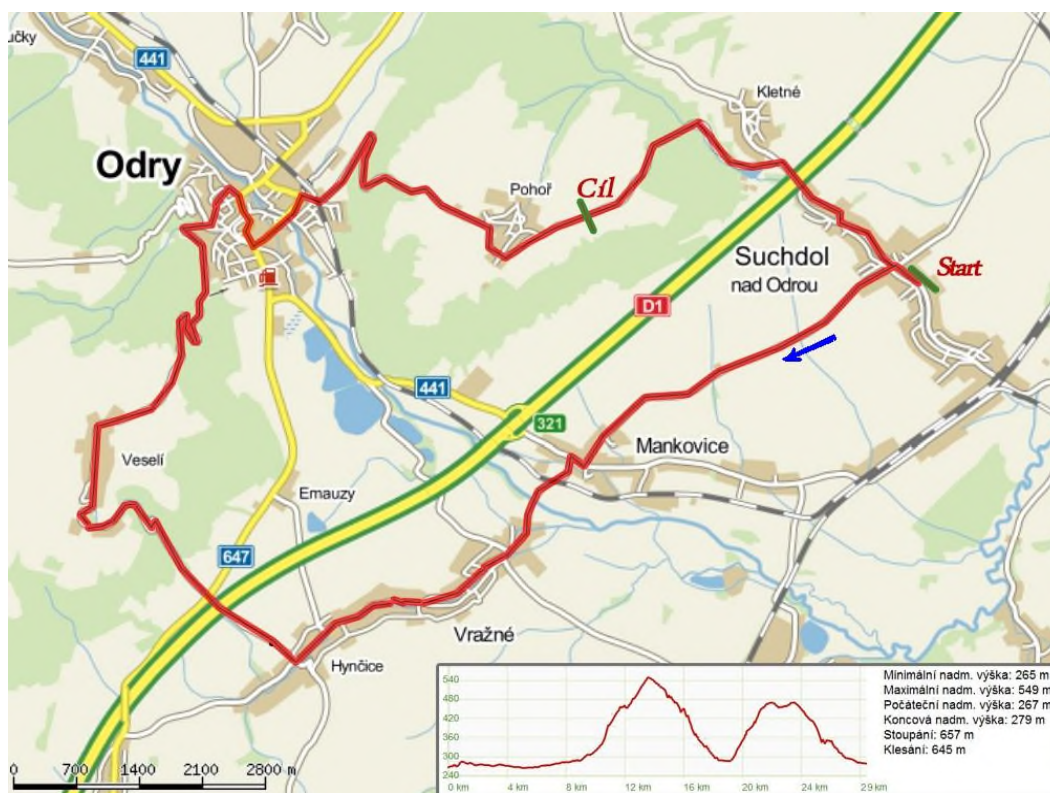 učky
441
Kletné
Odry
Pohoř
Cíl
Suchdol
nad Odrou
Start
D1
441
321
Mankovice
Veselí
Emauzy
647
Vražné
Hynčice
0 700 1400 2100 2800 m
540
480
420
360
300
240
0 km 4 km 8 km 12 km 16 km 20 km 24 km 29 km
Minimální nadm. výška: 265 m
Maximální nadm. výška: 549 m
Počáteční nadm. výška: 267 m
Koncová nadm. výška: 279 m
Stoupání: 657 m
Klesání: 645 m